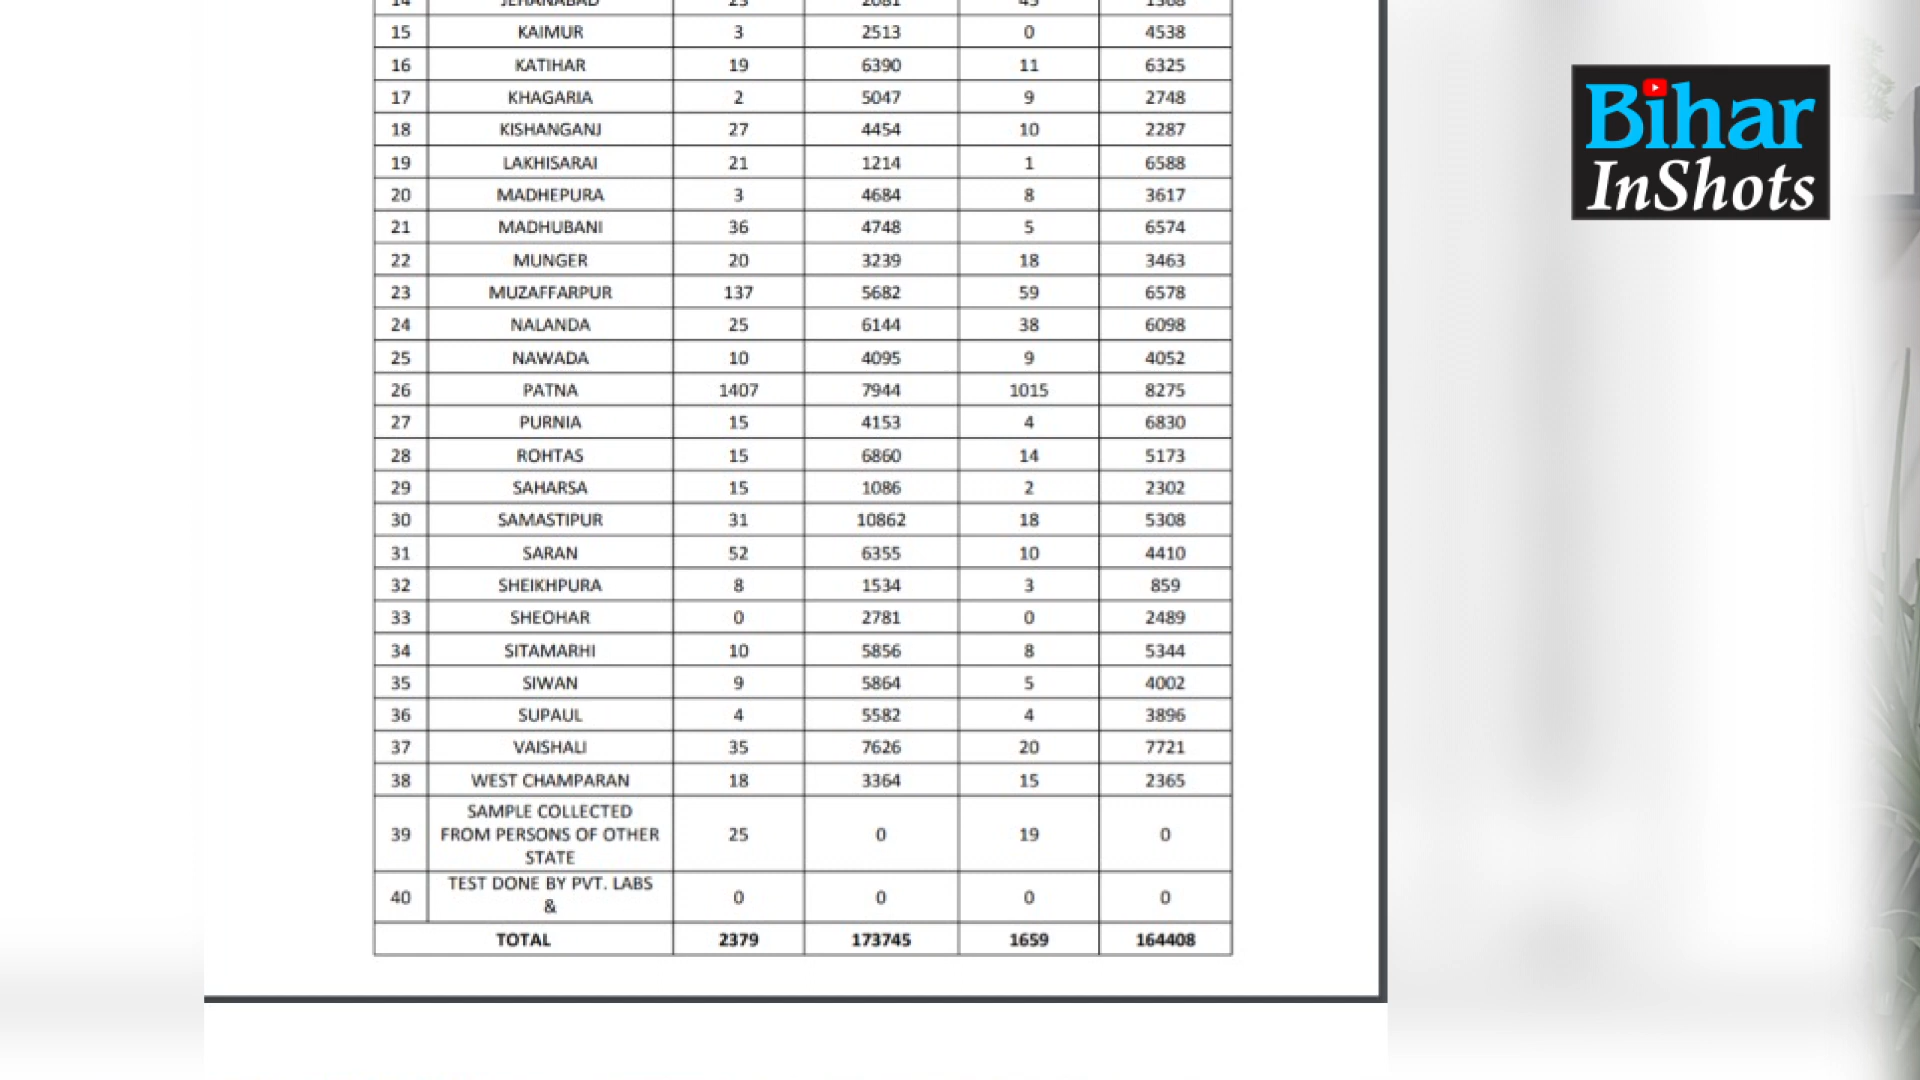 14 JEHANABAD 23 2081 45 1368
15 KAIMUR 3 2513 0 4538
16 KATIHAR 19 6390 11 6325
17 KHAGARIA 2 5047 9 2748
18 KISHANGANJ 27 4454 10 2287
19 LAKHISARAI 21 1214 1 6588
20 MADHEPURA 3 4684 8 3617
21 MADHUBANI 36 4748 5 6574
22 MUNGER 20 3239 18 3463
23 MUZAFFARPUR 137 5682 59 6578
24 NALANDA 25 6144 38 6098
25 NAWADA 10 4095 9 4052
26 PATNA 1407 7944 1015 8275
27 PURNIA 15 4153 4 6830
28 ROHTAS 15 6860 14 5173
29 SAHARSA 15 1086 2 2302
30 SAMASTIPUR 31 10862 18 5308
31 SARAN 52 6355 10 4410
32 SHEIKHPURA 8 1534 3 859
33 SHEOHAR 0 2781 0 2489
34 SITAMARHI 10 5856 8 5344
35 SIWAN 9 5864 5 4002
36 SUPAUL 4 5582 4 3896
37 VAISHALI 35 7626 20 7721
38 WEST CHAMPARAN 18 3364 15 2365
SAMPLE COLLECTED
39 FROM PERSONS OF OTHER 25 0 19 0
STATE
TEST DONE BY PVT. LABS
40 & 0 0 0 0
TOTAL 2379 173745 1659 164408
Bihar
InShots